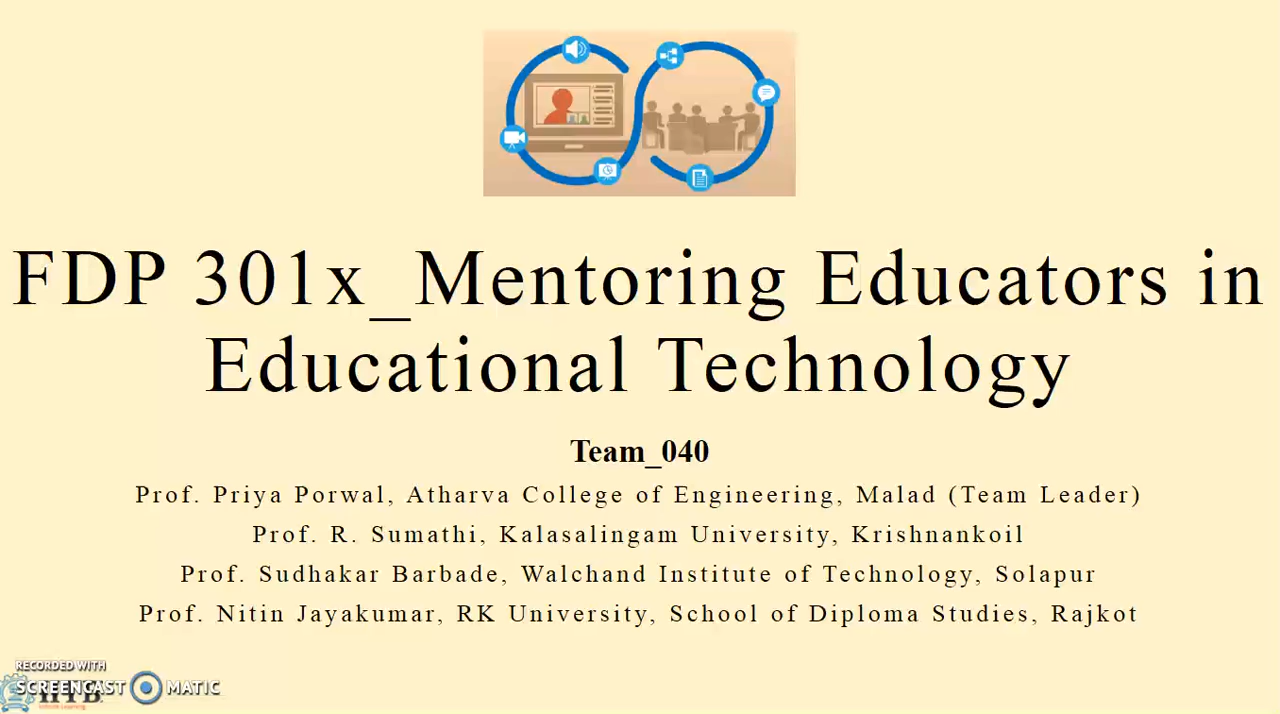 FDP 301x_Mentoring Educators in
Educational Technology
Team_040
Prof. Priya Porwal, Atharva College of Engineering, Malad (Team Leader)
Prof. R. Sumathi, Kalasalingam University, Krishnankoil
Prof. Sudhakar Barbade, Walchand Institute of Technology, Solapur
Prof. Nitin Jayakumar, RK University, School of Diploma Studies, Rajkot
RECORDED WITH
SCREENCAST MATIC